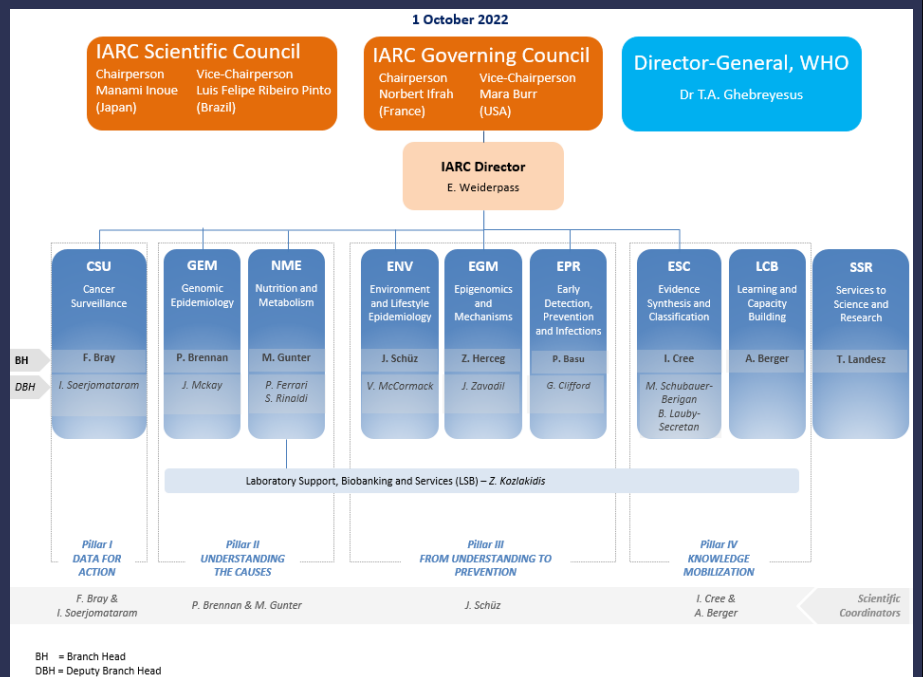 1 October 2022
IARC Scientific Council
Chairperson
Manami Inoue
(Japan)
Vice-Chairperson
Luis Felipe Ribeiro Pinto
(Brazil)
IARC Governing Council
Chairperson
Norbert Ifrah
(France)
Vice-Chairperson
Mara Burr
(USA)
Director-General, WHO
Dr T.A. Ghebreyesus
IARC Director
E. Weiderpass
CSU
Cancer
Surveillance
GEM
Genomic
Epidemiology
NME
Nutrition and
Metabolism
ENV
Environment
and Lifestyle
Epidemiology
EGM
Epigenomics
and
Mechanisms
EPR
Early
Detection,
Prevention
and Infections
ESC
Evidence
Synthesis and
Classification
LCB
Learning and
Capacity
Building
SSR
Services to
Science and
Research
BH
F. Bray
P. Brennan
M. Gunter
J. Schüz
Z. Herceg
P. Basu
I. Cree
A. Berger
T. Landesz
DBH
I. Soerjomataram
J. Mckay
P. Ferrari
S. Rinaldi
V. McCormack
J. Zavadil
G. Clifford
M. Schubauer-
Berigan
B. Lauby-
Secretan
Laboratory Support, Biobanking and Services (LSB) – Z. Kozlakidis
Pillar I
DATA FOR
ACTION
Pillar II
UNDERSTANDING
THE CAUSES
Pillar III
FROM UNDERSTANDING TO
PREVENTION
Pillar IV
KNOWLEDGE
MOBILIZATION
F. Bray &
I. Soerjomataram
P. Brennan & M. Gunter
J. Schüz
I. Cree &
A. Berger
Scientific
Coordinators
BH = Branch Head
DBH = Deputy Branch Head